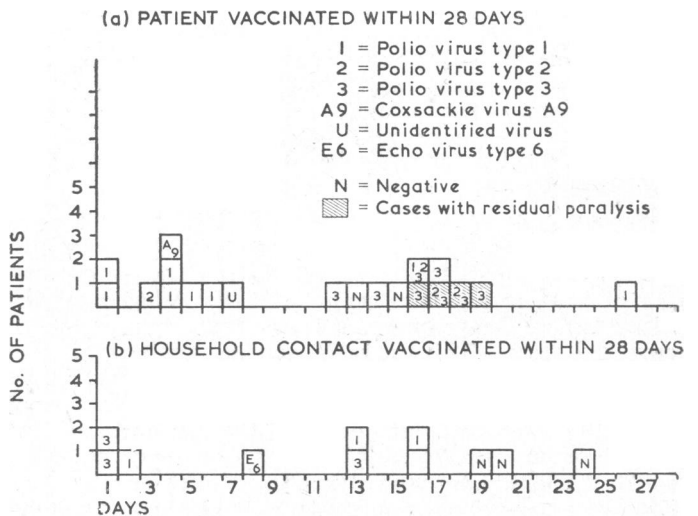 (a) PATIENT VACCINATED WITHIN 28 DAYS
1 = Polio virus type 1
2 = Polio virus type 2
3 = Polio virus type 3
A9 = Coxsackie virus A9
U = Unidentified virus
E6 = Echo virus type 6
N = Negative
= Cases with residual paralysis
No. OF PATIENTS
5
4
3 A9
2 1 1 1 2 3 3
1 1 2 1 1 1 U 3 N 3 N 3 2 3 2 3 3 1
(b) HOUSEHOLD CONTACT VACCINATED WITHIN 28 DAYS
5
4
3
2 3 1 1
1 3 1 E6 3 N N N
1 3 5 7 9 11 13 15 17 19 21 23 25 27
DAYS